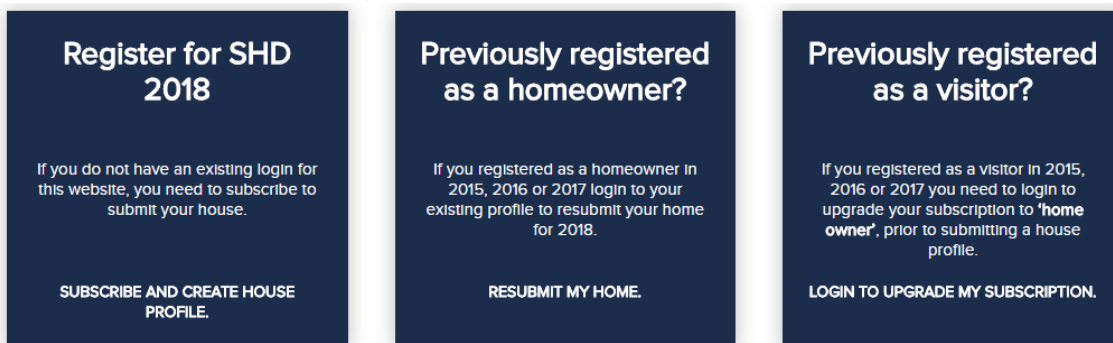 Register for SHD
2018
If you do not have an existing login for
this website, you need to subscribe to
submit your house.
SUBSCRIBE AND CREATE HOUSE
PROFILE.
Previously registered
as a homeowner?
If you registered as a homeowner in
2015, 2016 or 2017 login to your
existing profile to resubmit your home
for 2018.
RESUBMIT MY HOME.
Previously registered
as a visitor?
If you registered as a visitor in 2015,
2016 or 2017 you need to login to
upgrade your subscription to ‘home
owner’, prior to submitting a house
profile.
LOGIN TO UPGRADE MY SUBSCRIPTION.